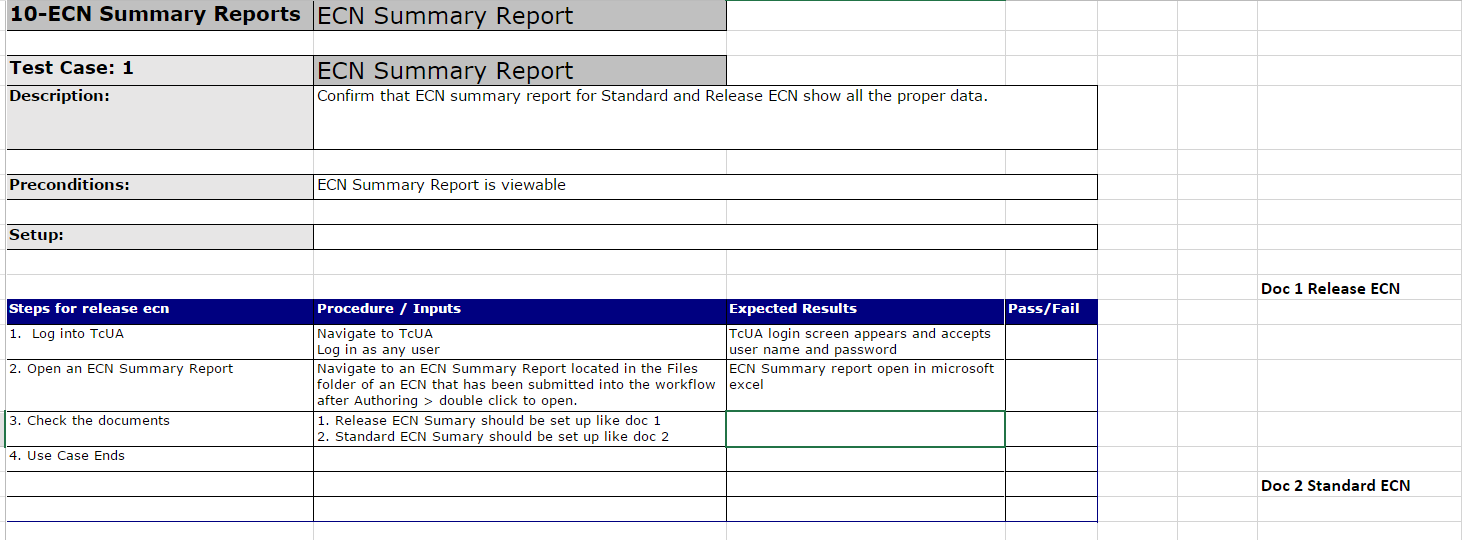 10-ECN Summary Reports ECN Summary Report
Test Case: 1 ECN Summary Report
Description: Confirm that ECN summary report for Standard and Release ECN show all the proper data.
Preconditions: ECN Summary Report is viewable
Setup:
Doc 1 Release ECN
Steps for release ecn Procedure / Inputs Expected Results Pass/Fail
1. Log into TcUA
Navigate to TcUA
Log in as any user
TcUA login screen appears and accepts
user name and password
2. Open an ECN Summary Report
Navigate to an ECN Summary Report located in the Files
folder of an ECN that has been submitted into the workflow
after Authoring > double click to open.
ECN Summary report open in microsoft
excel
3. Check the documents
1. Release ECN Sumary should be set up like doc 1
2. Standard ECN Sumary should be set up like doc 2
4. Use Case Ends
Doc 2 Standard ECN